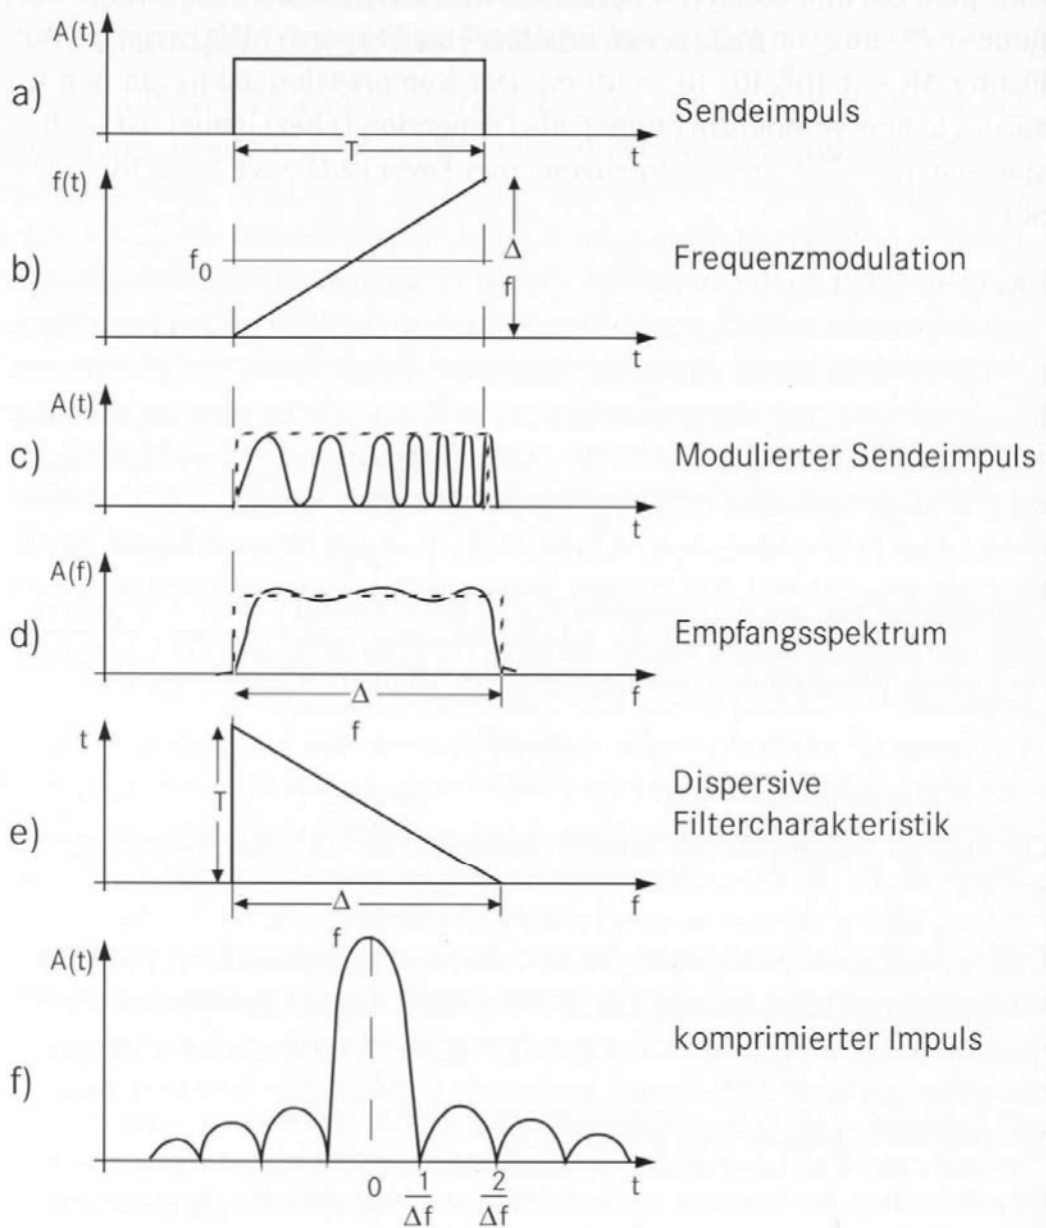 A(t)
a)
Sendeimpuls
T
t
f(t)
b)
f₀
Δ
f
Frequenzmodulation
t
A(t)
c)
Modulierter Sendeimpuls
t
A(f)
d)
Empfangsspektrum
Δ
f
f
t
T
e)
Dispersive
Filtercharakteristik
Δ
f
f
A(t)
f)
komprimierter Impuls
0
1/Δf
2/Δf
t